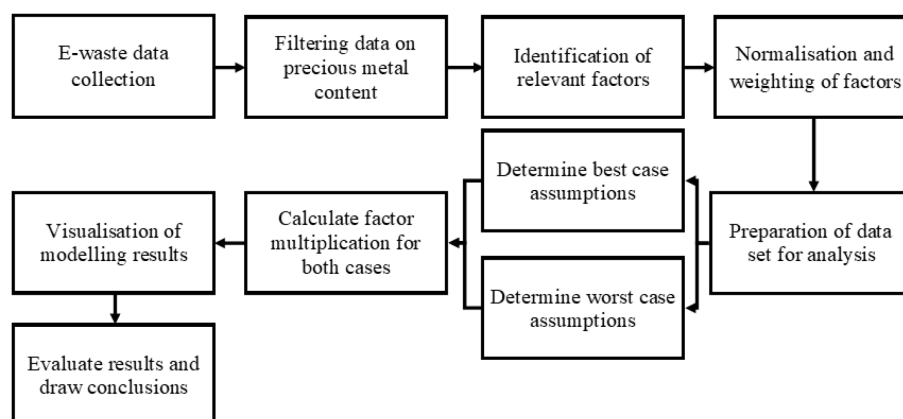 E-waste data
collection
Filtering data on
precious metal
content
Identification of
relevant factors
Normalisation and
weighting of factors
Preparation of data
set for analysis
Determine best case
assumptions
Determine worst case
assumptions
Calculate factor
multiplication for
both cases
Visualisation of
modelling results
Evaluate results and
draw conclusions